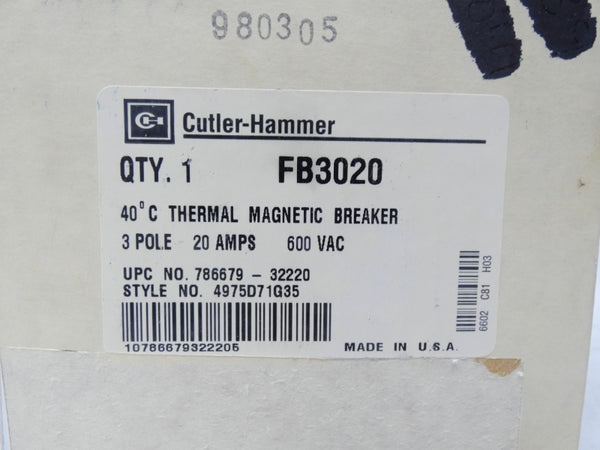 980305
CH Cutler-Hammer
QTY. 1 FB3020
40°C THERMAL MAGNETIC BREAKER
3 POLE 20 AMPS 600 VAC
UPC NO. 786679 - 32220
STYLE NO. 4975D71G35
10786679322205
MADE IN U.S.A.
6602 C81 H03